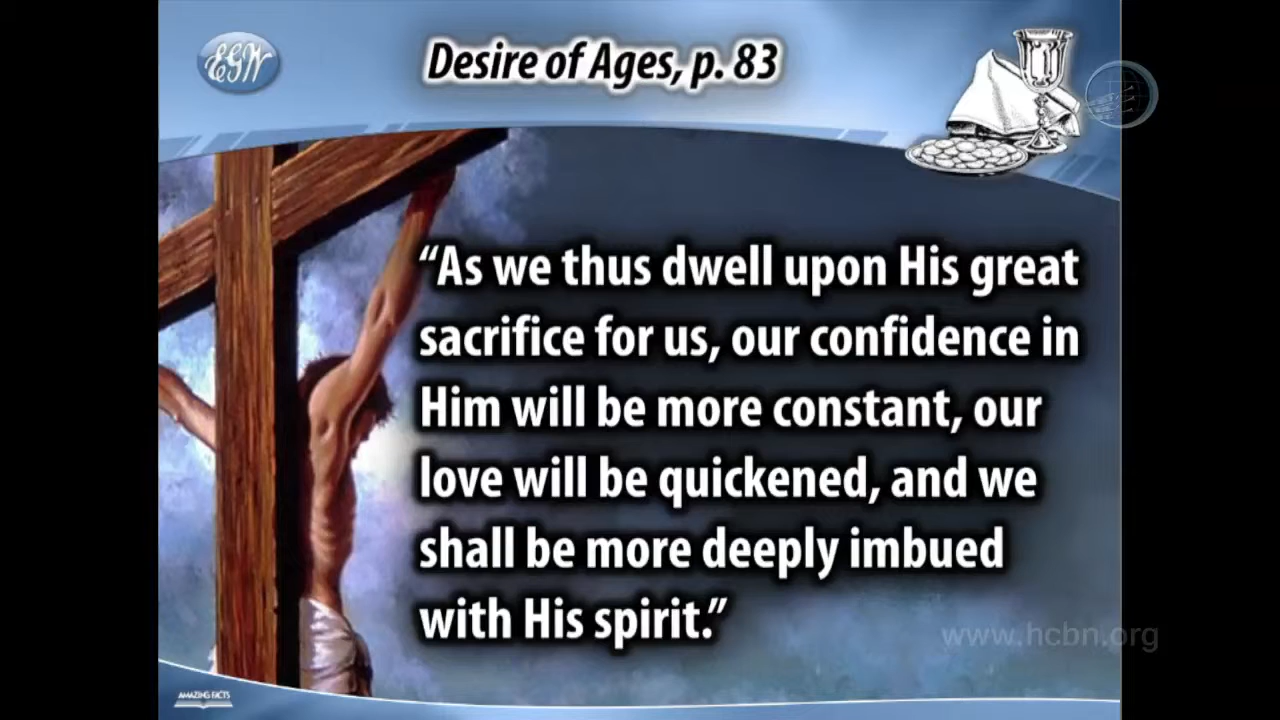 EGW
Desire of Ages, p. 83
“As we thus dwell upon His great
sacrifice for us, our confidence in
Him will be more constant, our
love will be quickened, and we
shall be more deeply imbued
with His spirit.”
www.hcbn.org
AMAZING FACTS